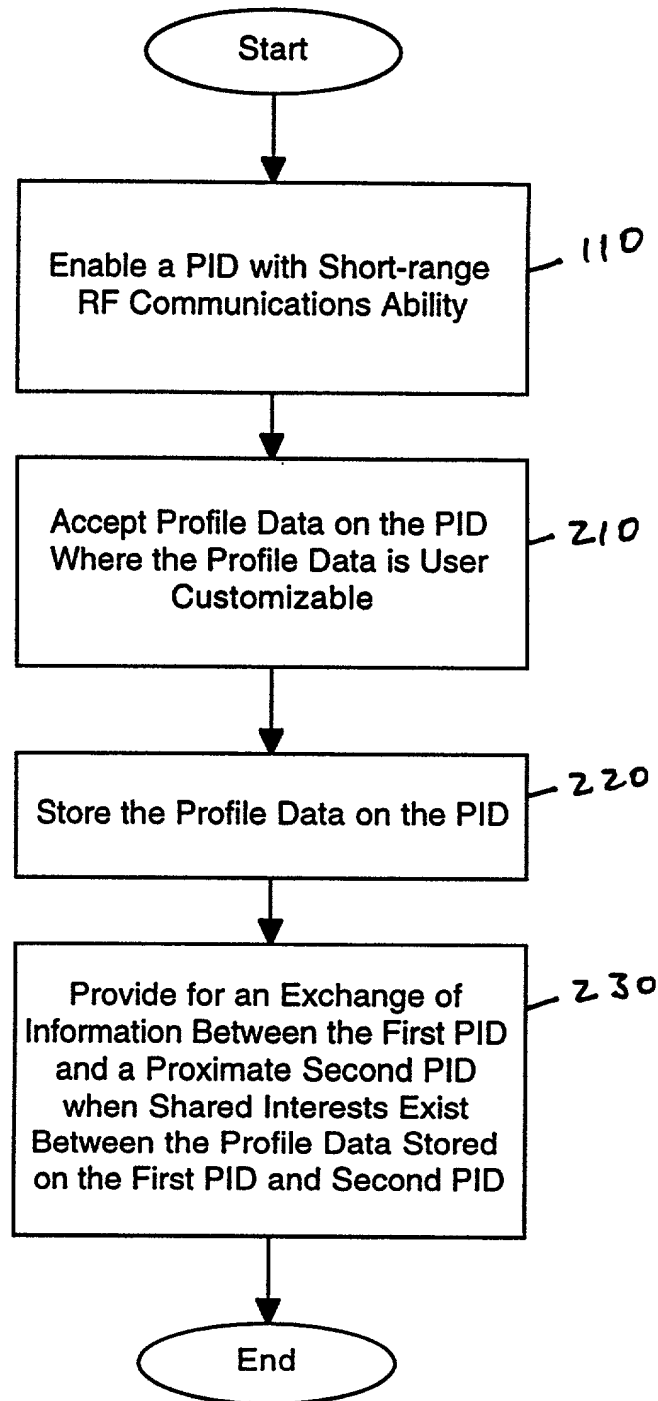 Start
Enable a PID with Short-range
RF Communications Ability
110
Accept Profile Data on the PID
Where the Profile Data is User
Customizable
210
Store the Profile Data on the PID
220
Provide for an Exchange of
Information Between the First PID
and a Proximate Second PID
when Shared Interests Exist
Between the Profile Data Stored
on the First PID and Second PID
230
End